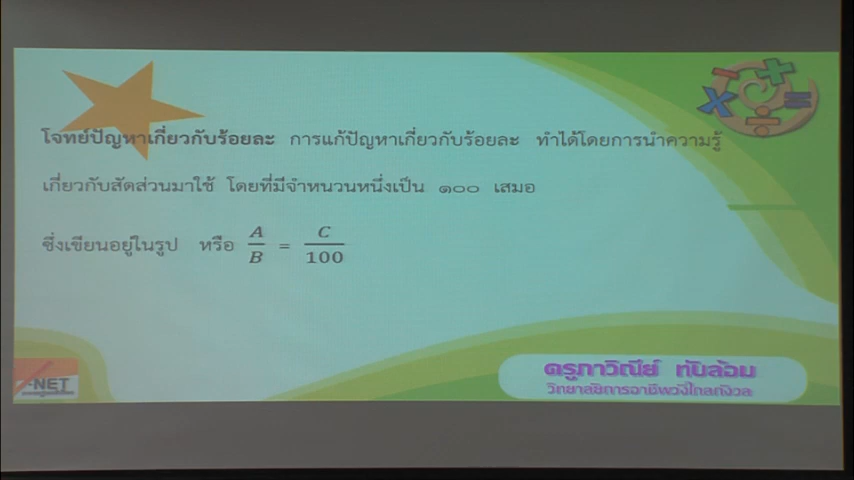 โจทย์ปัญหาเกี่ยวกับร้อยละ การแก้ปัญหาเกี่ยวกับร้อยละ ทำได้โดยการนำความรู้
เกี่ยวกับสัดส่วนมาใช้ โดยที่มีจำหนวนหนึ่งเป็น ๑๐๐ เสมอ
ซึ่งเขียนอยู่ในรูป หรือ A/B = C/100
-NET
ครูภาวิณีย์ ทับล้อม
วิทยาลัยการอาชีพวังไกลกังวล